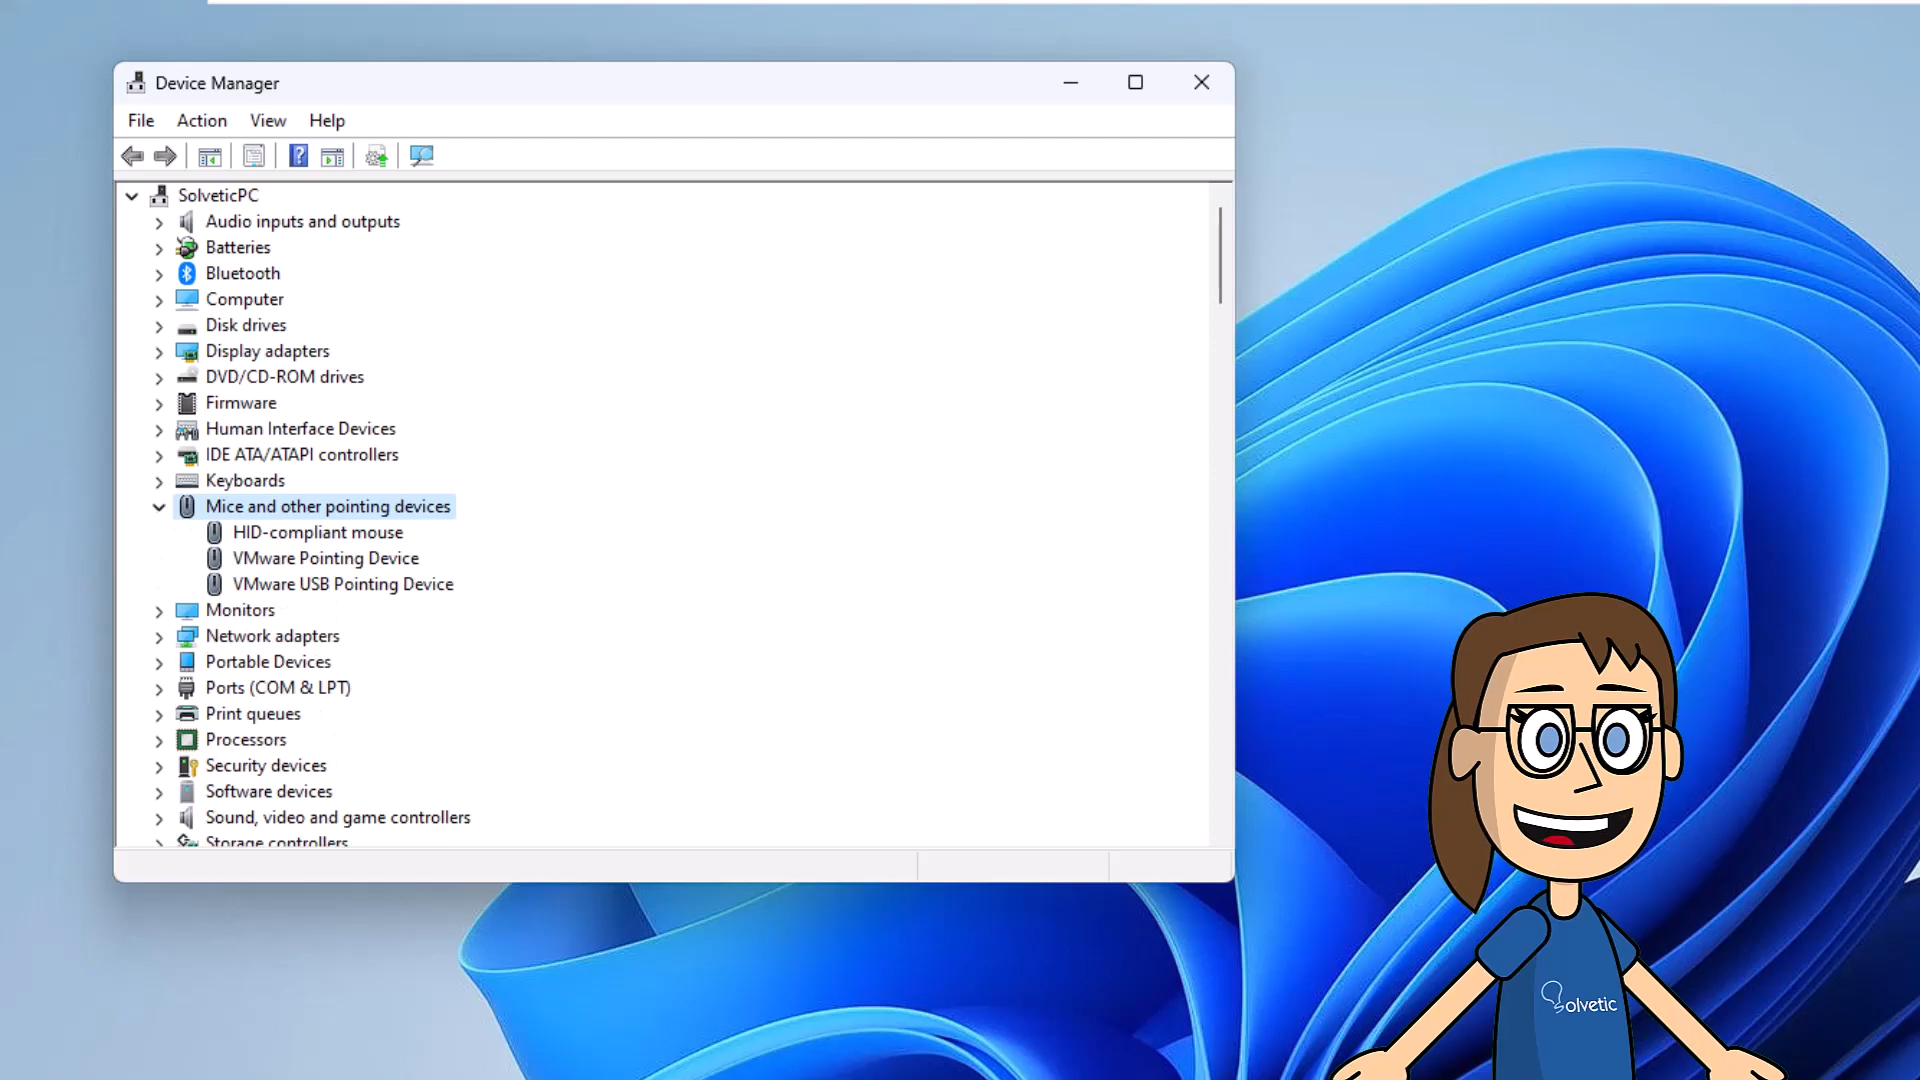 Device Manager
File Action View Help
SolveticPC
Audio inputs and outputs
Batteries
Bluetooth
Computer
Disk drives
Display adapters
DVD/CD-ROM drives
Firmware
Human Interface Devices
IDE ATA/ATAPI controllers
Keyboards
Mice and other pointing devices
HID-compliant mouse
VMware Pointing Device
VMware USB Pointing Device
Monitors
Network adapters
Portable Devices
Ports (COM & LPT)
Print queues
Processors
Security devices
Software devices
Sound, video and game controllers
Storage controllers
Solvetic